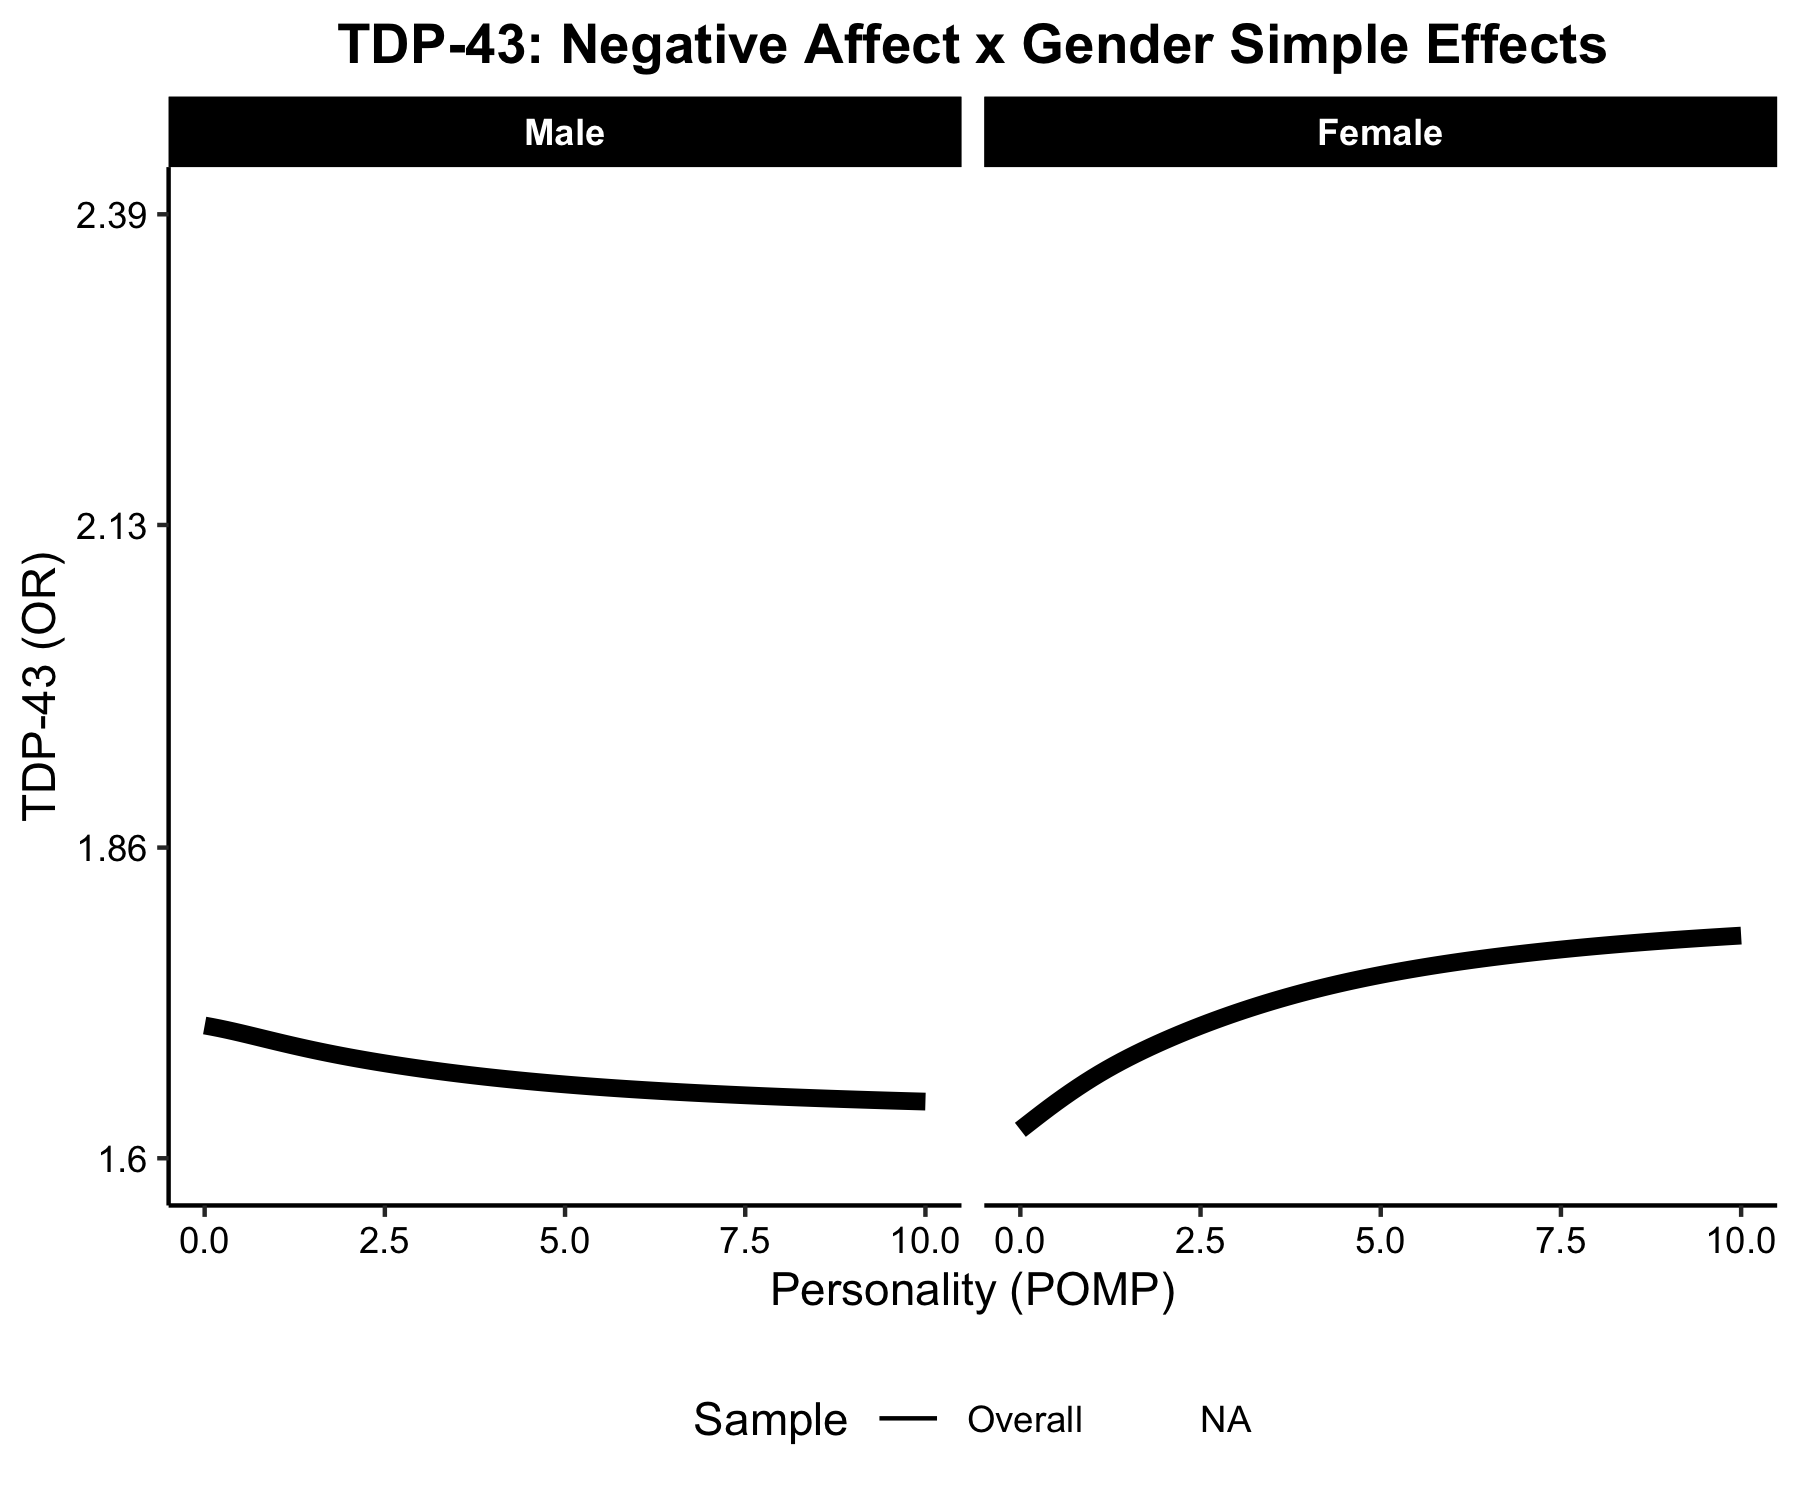 TDP-43: Negative Affect x Gender Simple Effects
Male
Female
2.39
2.13
1.86
1.6
TDP-43 (OR)
0.0 2.5 5.0 7.5 10.0 0.0 2.5 5.0 7.5 10.0
Personality (POMP)
Sample Overall NA